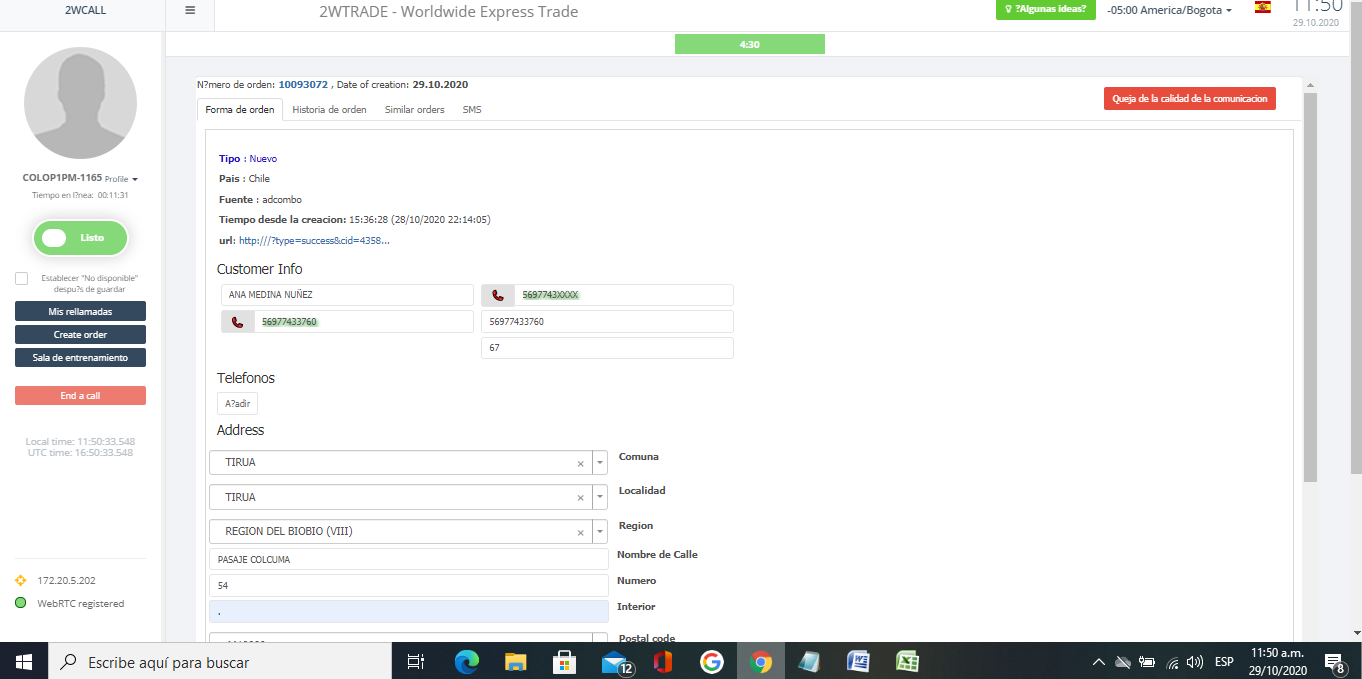 2WCALL
2WTRADE - Worldwide Express Trade
?Algunas ideas?
-05:00 America/Bogota
11:50
29.10.2020
4:30
COLOP1PM-1165 Profile
Tiempo en l?nea: 00:11:31
Listo
Establecer "No disponible"
despu?s de guardar
Mis rellamadas
Create order
Sala de entrenamiento
End a call
Local time: 11:50:33.548
UTC time: 16:50:33.548
172.20.5.202
WebRTC registered
N?mero de orden: 10093072 , Date of creation: 29.10.2020
Queja de la calidad de la comunicacion
Forma de orden Historia de orden Similar orders SMS
Tipo : Nuevo
Pais : Chile
Fuente : adcombo
Tiempo desde la creacion: 15:36:28 (28/10/2020 22:14:05)
url: http:///?type=success&cid=4358...
Customer Info
ANA MEDINA NUÑEZ
5697743XXXX
56977433760
56977433760
67
Telefonos
A?adir
Address
TIRUA × Comuna
TIRUA × Localidad
REGION DEL BIOBIO (VIII) × Region
PASAJE COLCUMA Nombre de Calle
54 Numero
. Interior
Postal code
Escribe aquí para buscar
12
ESP
11:50 a.m.
29/10/2020
8